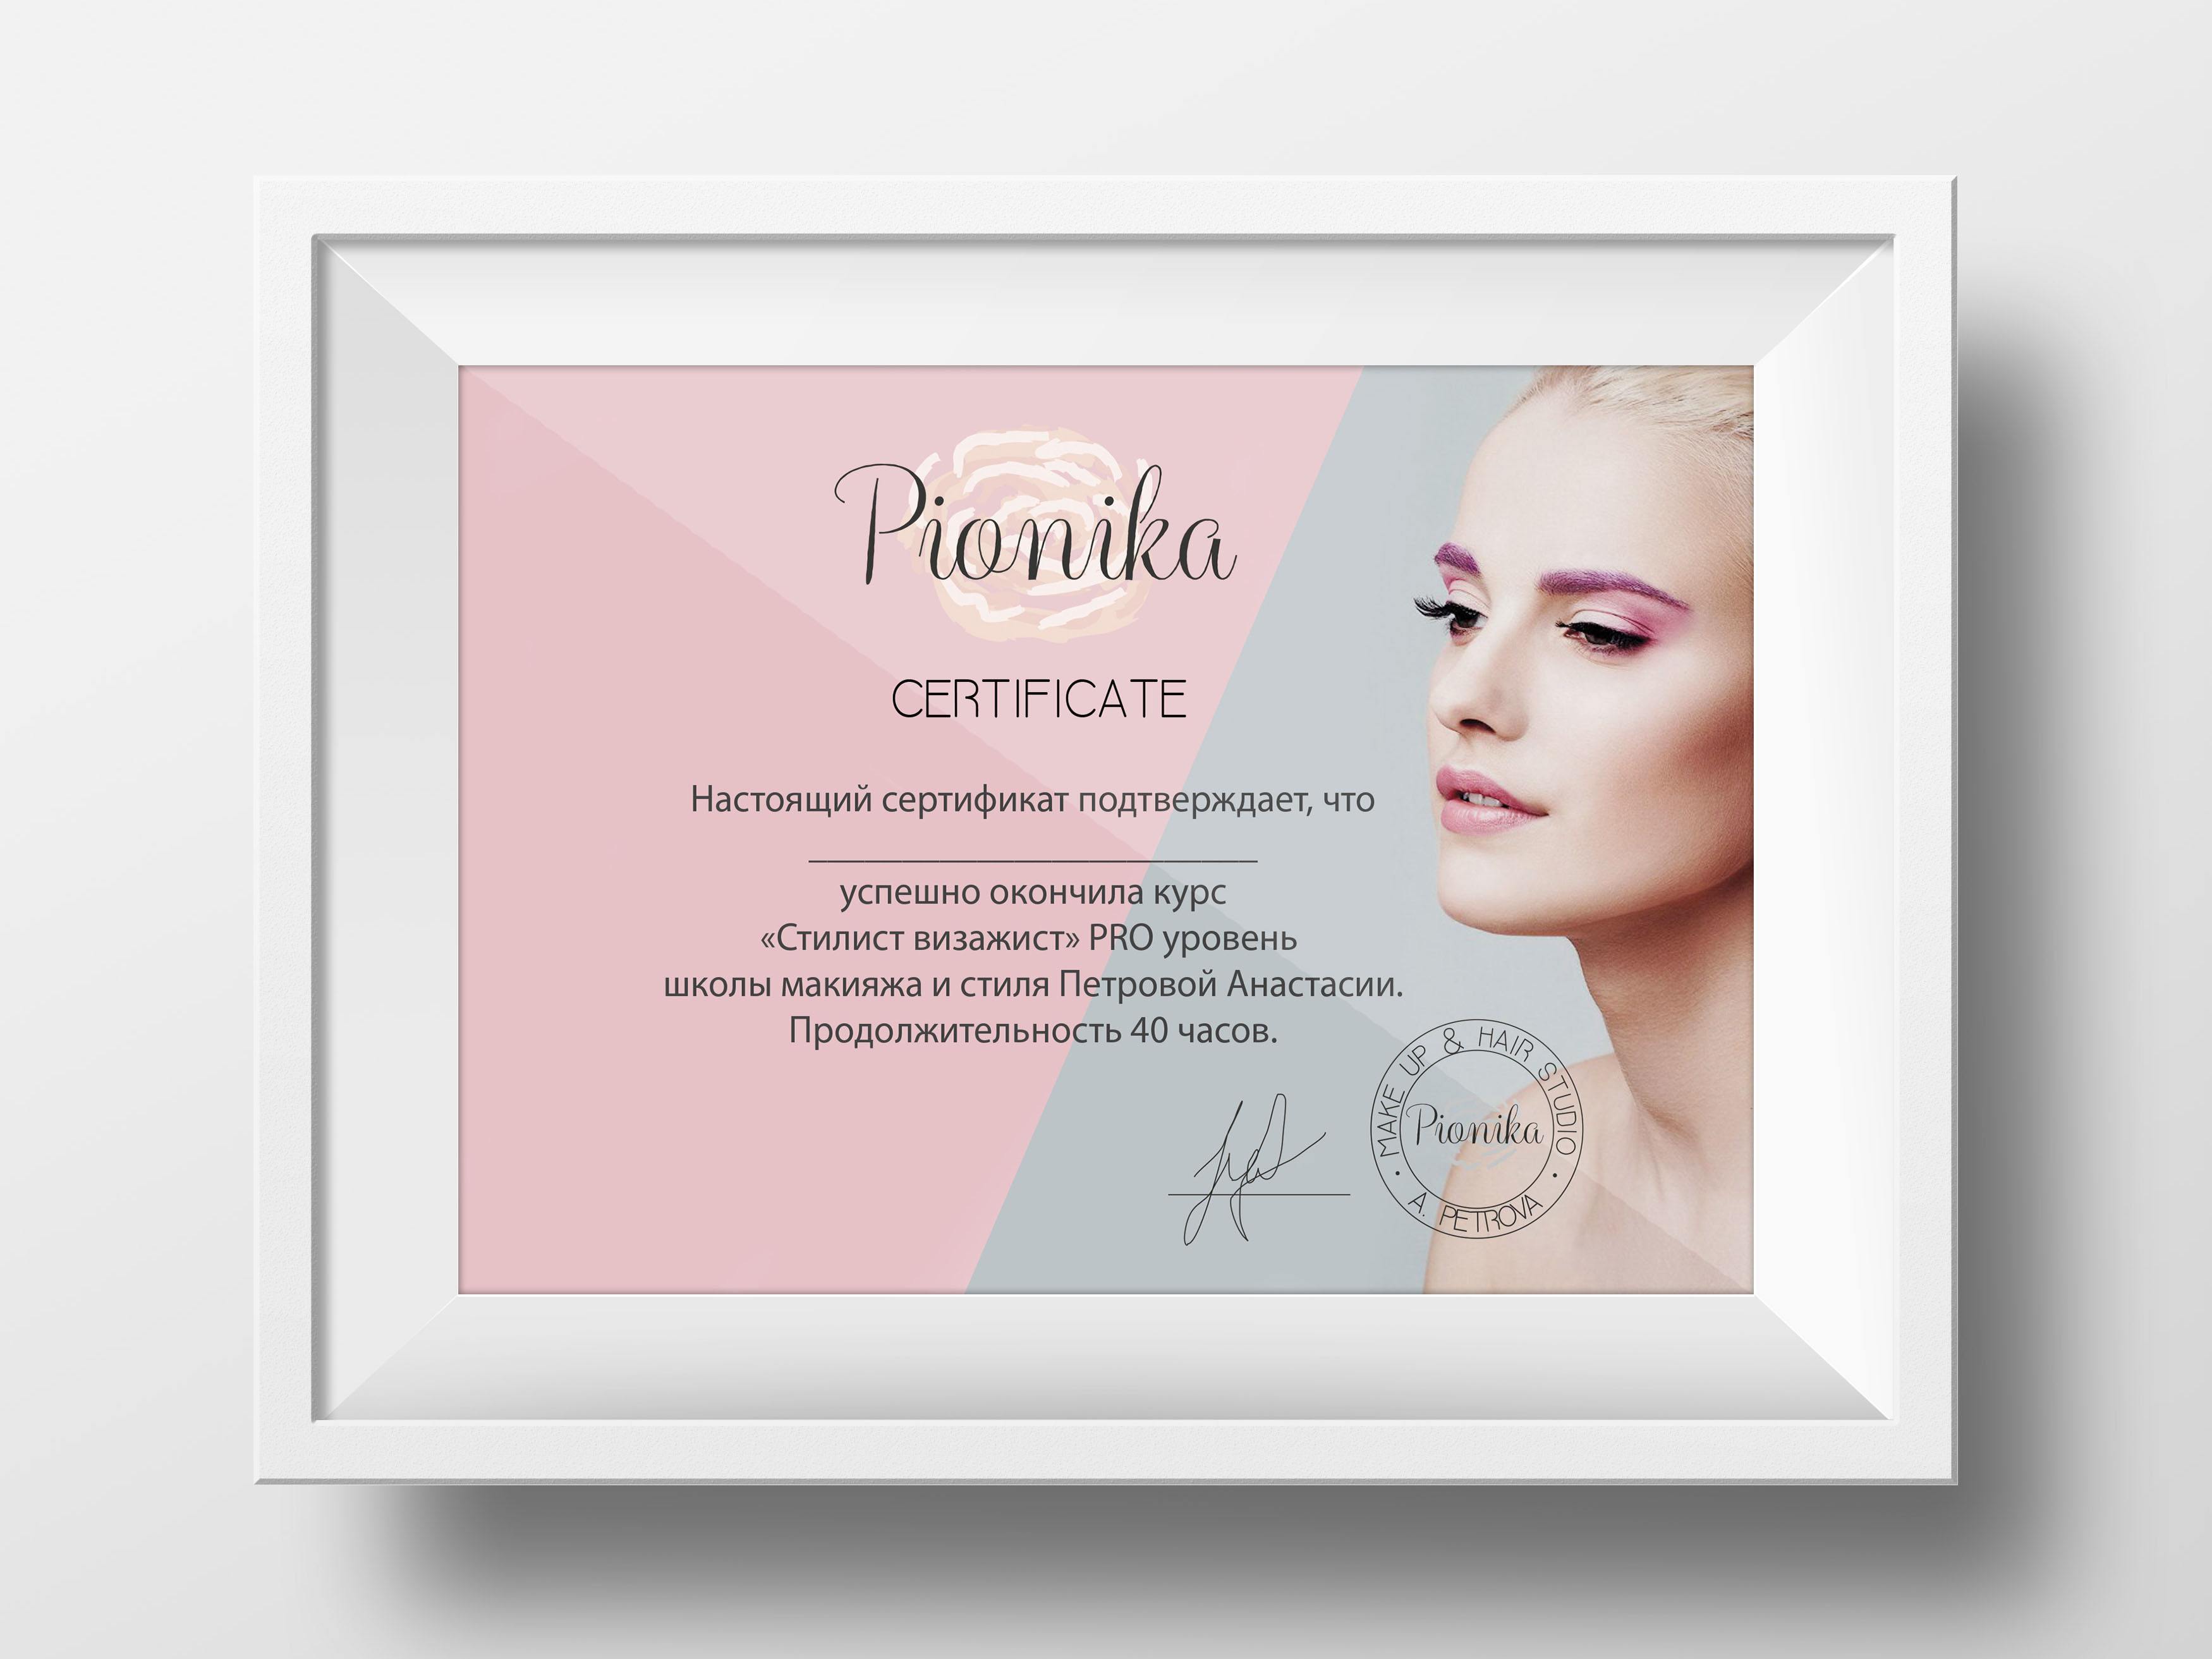 Pionika
CERTIFICATE
Настоящий сертификат подтверждает, что
________________________
успешно окончила курс
«Стилист визажист» PRO уровень
школы макияжа и стиля Петровой Анастасии.
Продолжительность 40 часов.
MAKE UP & HAIR STUDIO
Pionika
A. PETROVA